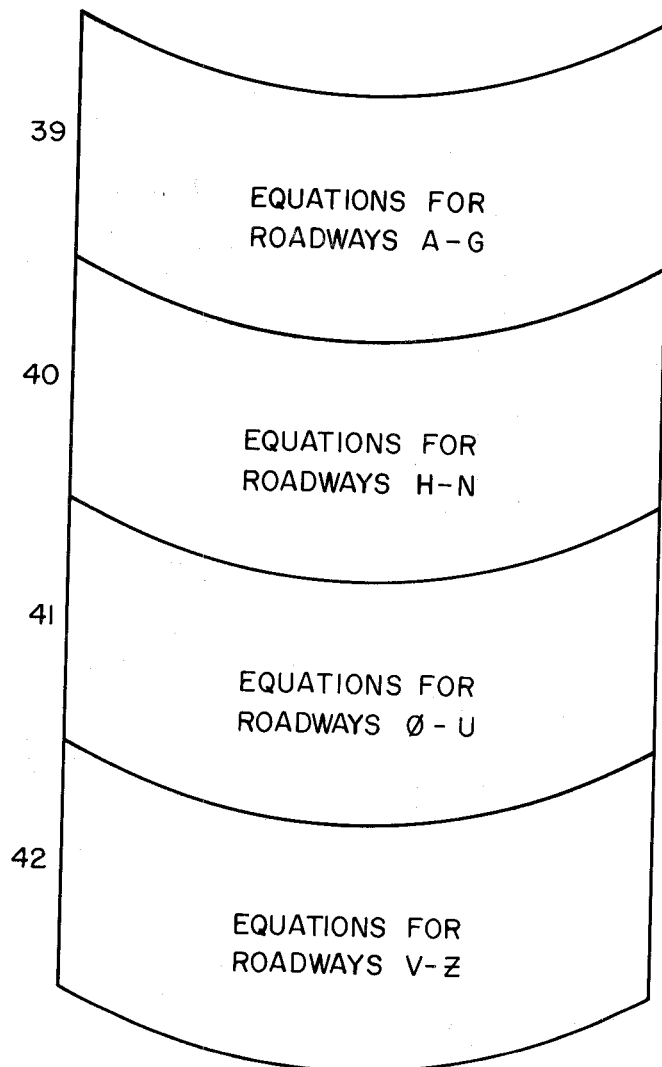 39
EQUATIONS FOR
ROADWAYS A-G
40
EQUATIONS FOR
ROADWAYS H-N
41
EQUATIONS FOR
ROADWAYS Ø-U
42
EQUATIONS FOR
ROADWAYS V-Ƶ